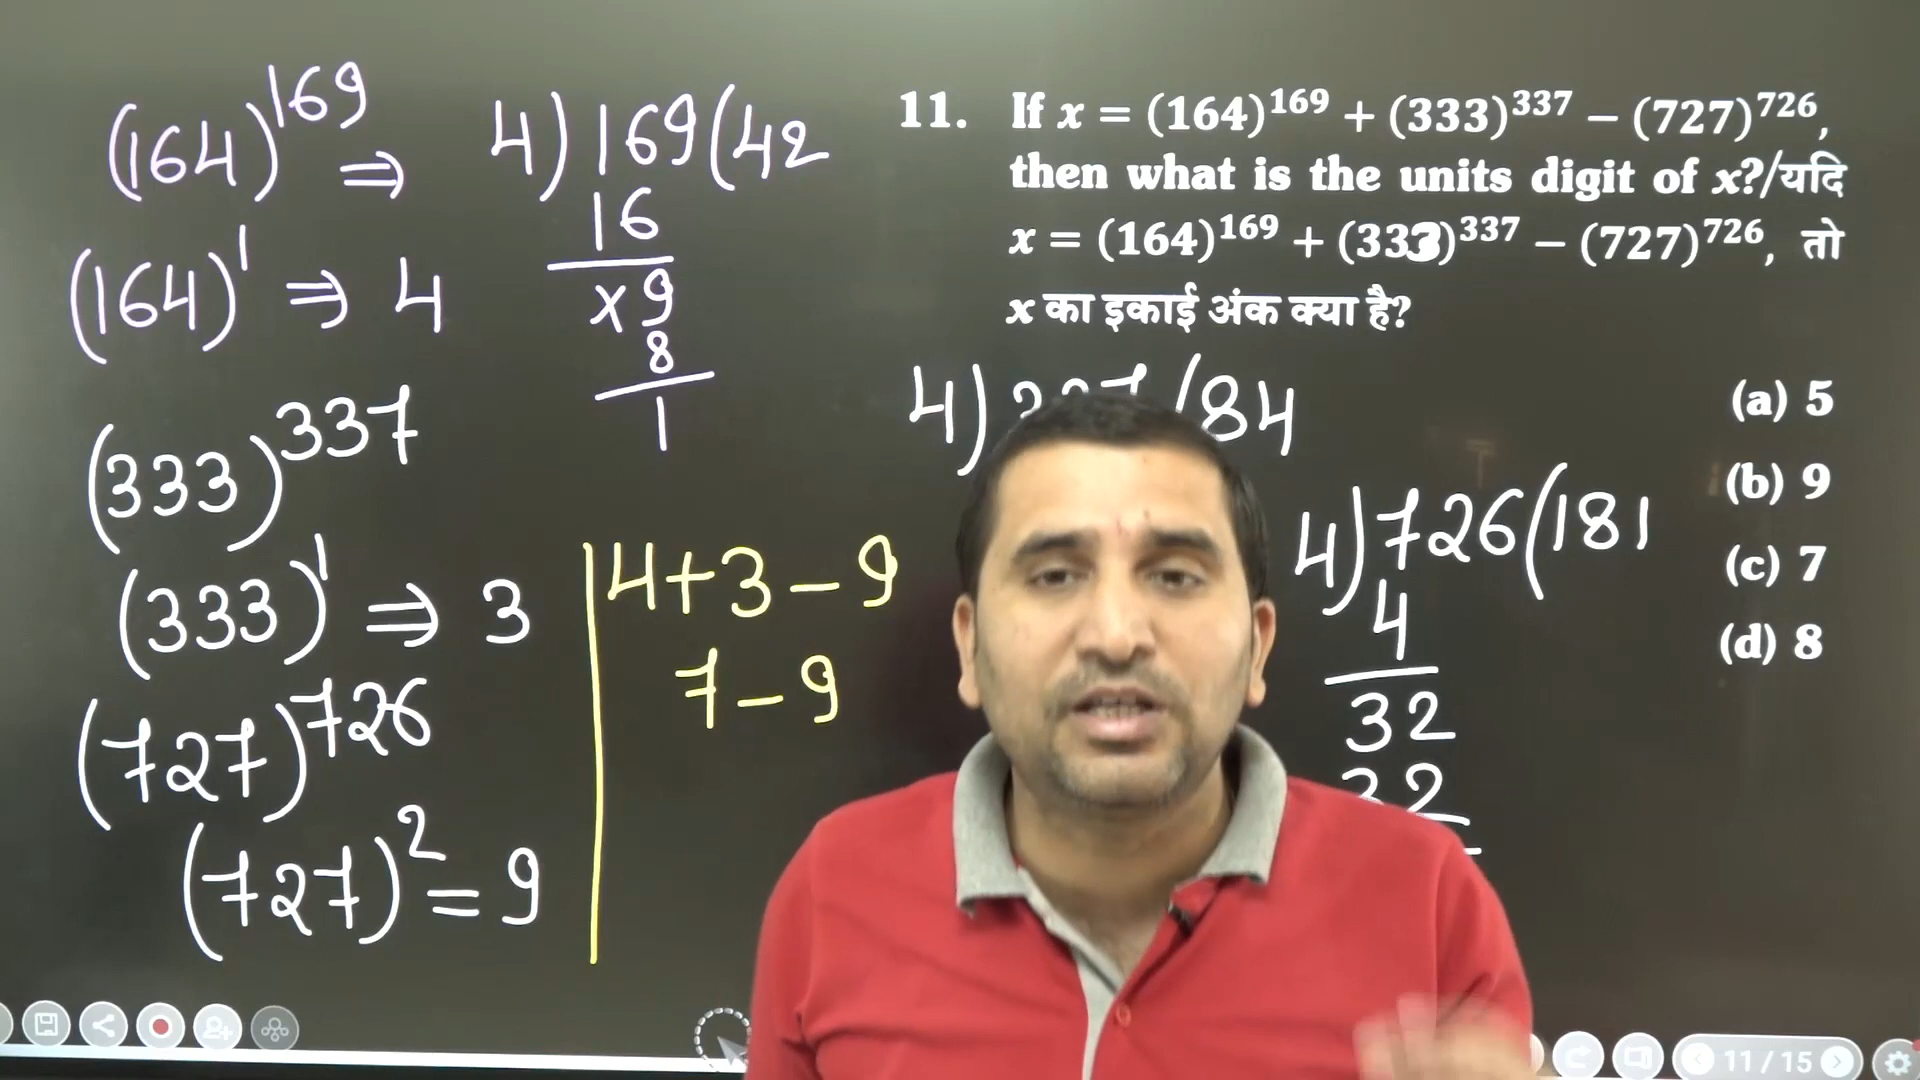 (164)^169 ⇒
(164)^1 ⇒ 4
(333)^337
(333)^1 ⇒ 3
(727)^726
(727)^2 = 9
4) 169 (42
16
×9
8
1
4+3-9
7-9
11. If x = (164)^169 + (333)^337 − (727)^726,
then what is the units digit of x?/यदि
x = (164)^169 + (333)^337 − (727)^726, तो
x का इकाई अंक क्या है?
(a) 5
(b) 9
(c) 7
(d) 8
4) (84
4) 726 (181
4
32
32
11 / 15